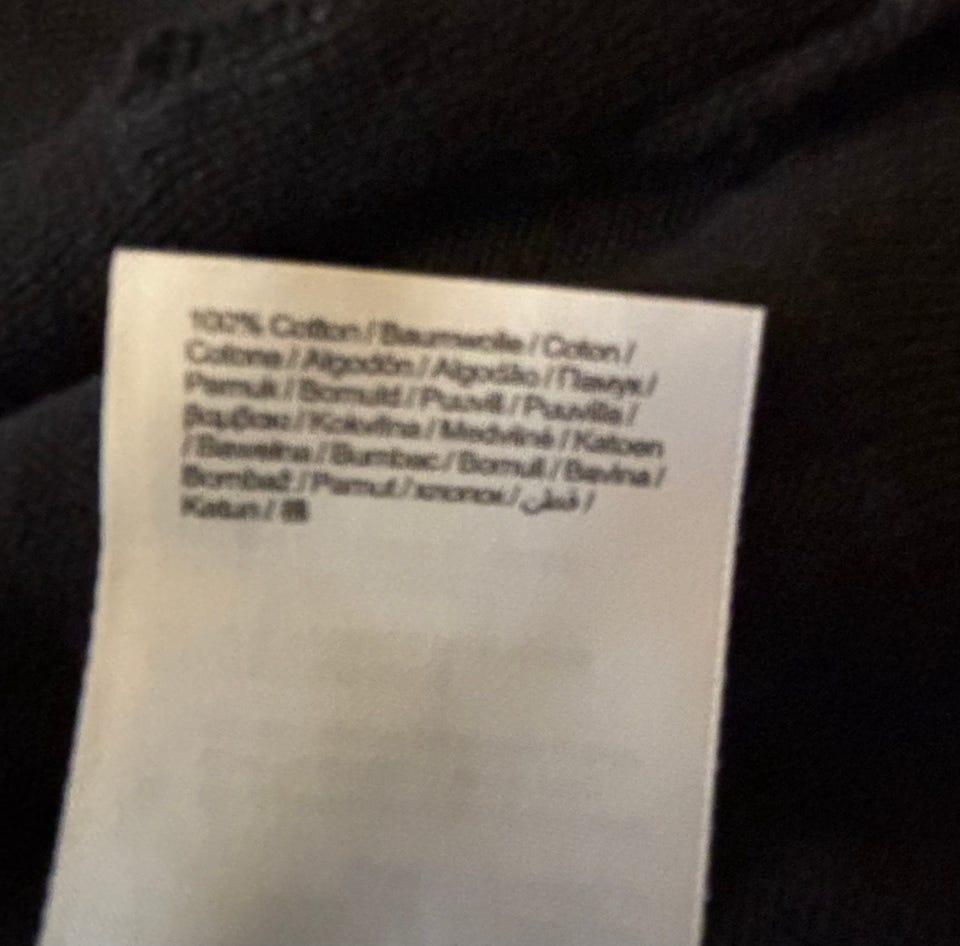 100% Cotton / Baumwolle / Coton /
Cotone / Algodón / Algodão / Памук /
Pamuk / Bomuld / Puuvill / Puuvilla /
βαμβακι / Kokvilna / Medvilnė / Katoen
/ Bawełna / Bumbac / Bomull / Bavlna /
Bombaž / Pamut / хлопок / قطن /
Katun / 棉